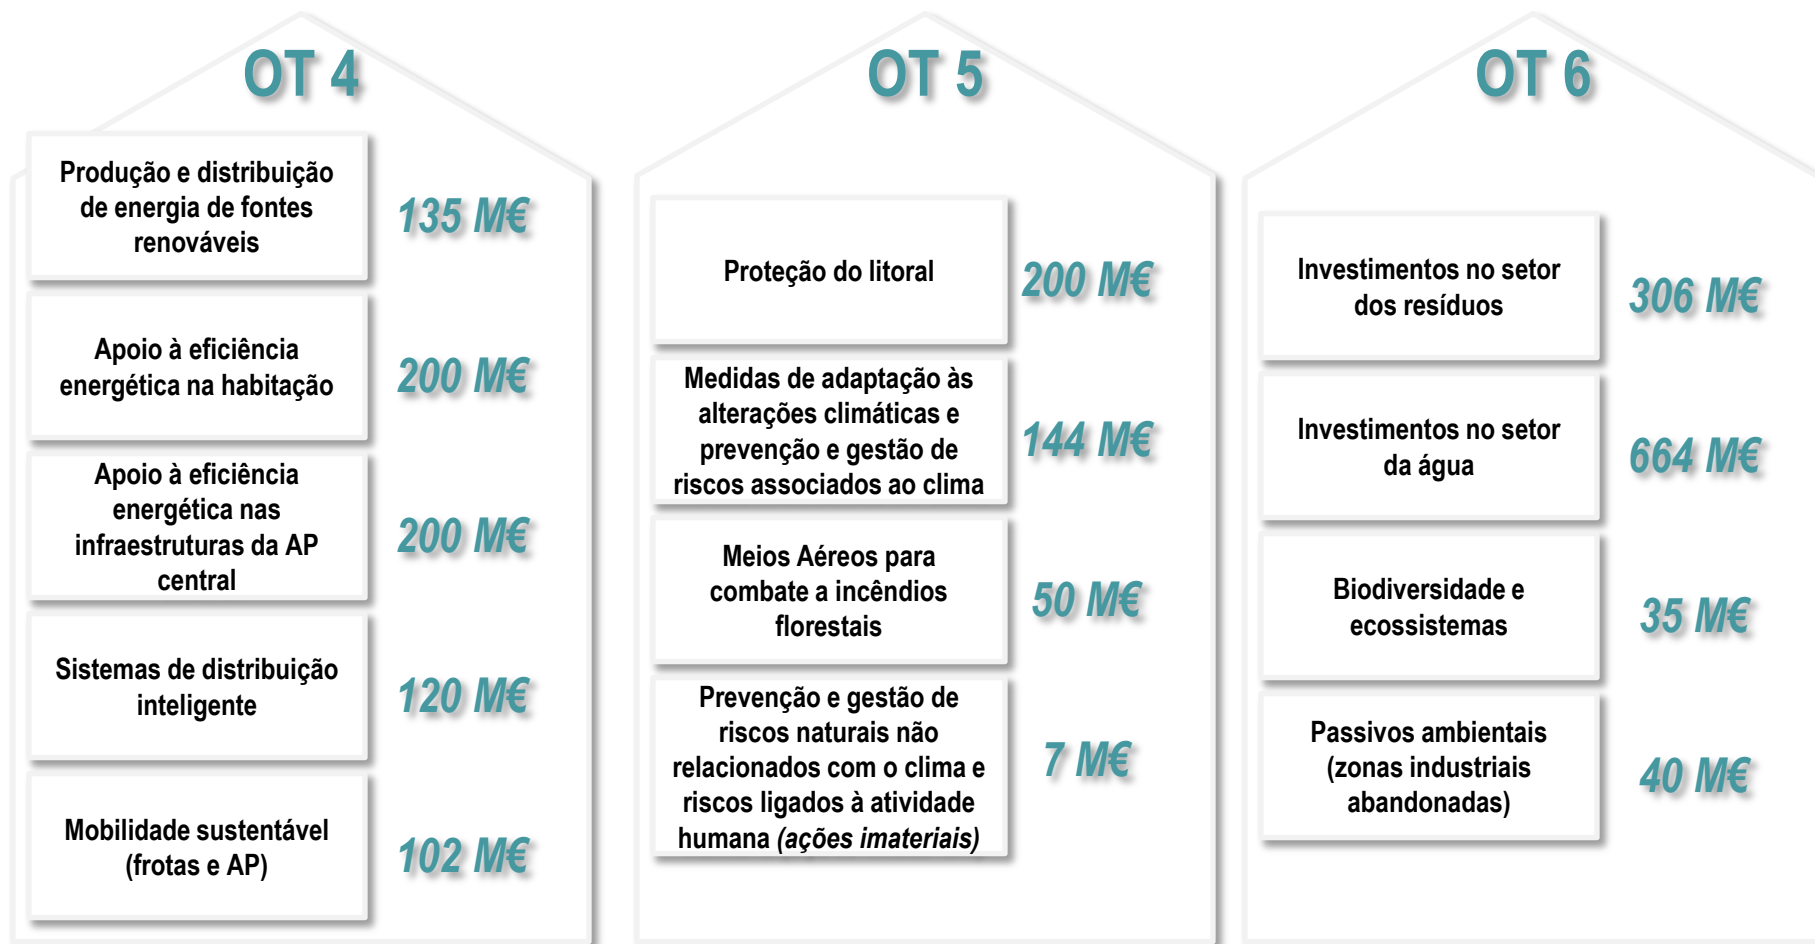 OT 4
Produção e distribuição
de energia de fontes
renováveis
135 M€
Apoio à eficiência
energética na habitação
200 M€
Apoio à eficiência
energética nas
infraestruturas da AP
central
200 M€
Sistemas de distribuição
inteligente
120 M€
Mobilidade sustentável
(frotas e AP)
102 M€
OT 5
Proteção do litoral
200 M€
Medidas de adaptação às
alterações climáticas e
prevenção e gestão de
riscos associados ao clima
144 M€
Meios Aéreos para
combate a incêndios
florestais
50 M€
Prevenção e gestão de
riscos naturais não
relacionados com o clima e
riscos ligados à atividade
humana (ações imateriais)
7 M€
OT 6
Investimentos no setor
dos resíduos
306 M€
Investimentos no setor
da água
664 M€
Biodiversidade e
ecossistemas
35 M€
Passivos ambientais
(zonas industriais
abandonadas)
40 M€